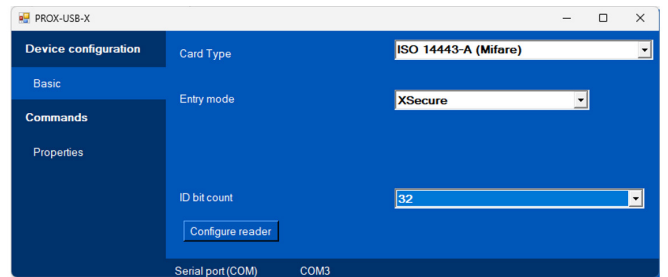 PROX-USB-X
Device configuration
Basic
Commands
Properties
Card Type ISO 14443-A (Mifare)
Entry mode XSecure
ID bit count 32
Configure reader
Serial port (COM) COM3